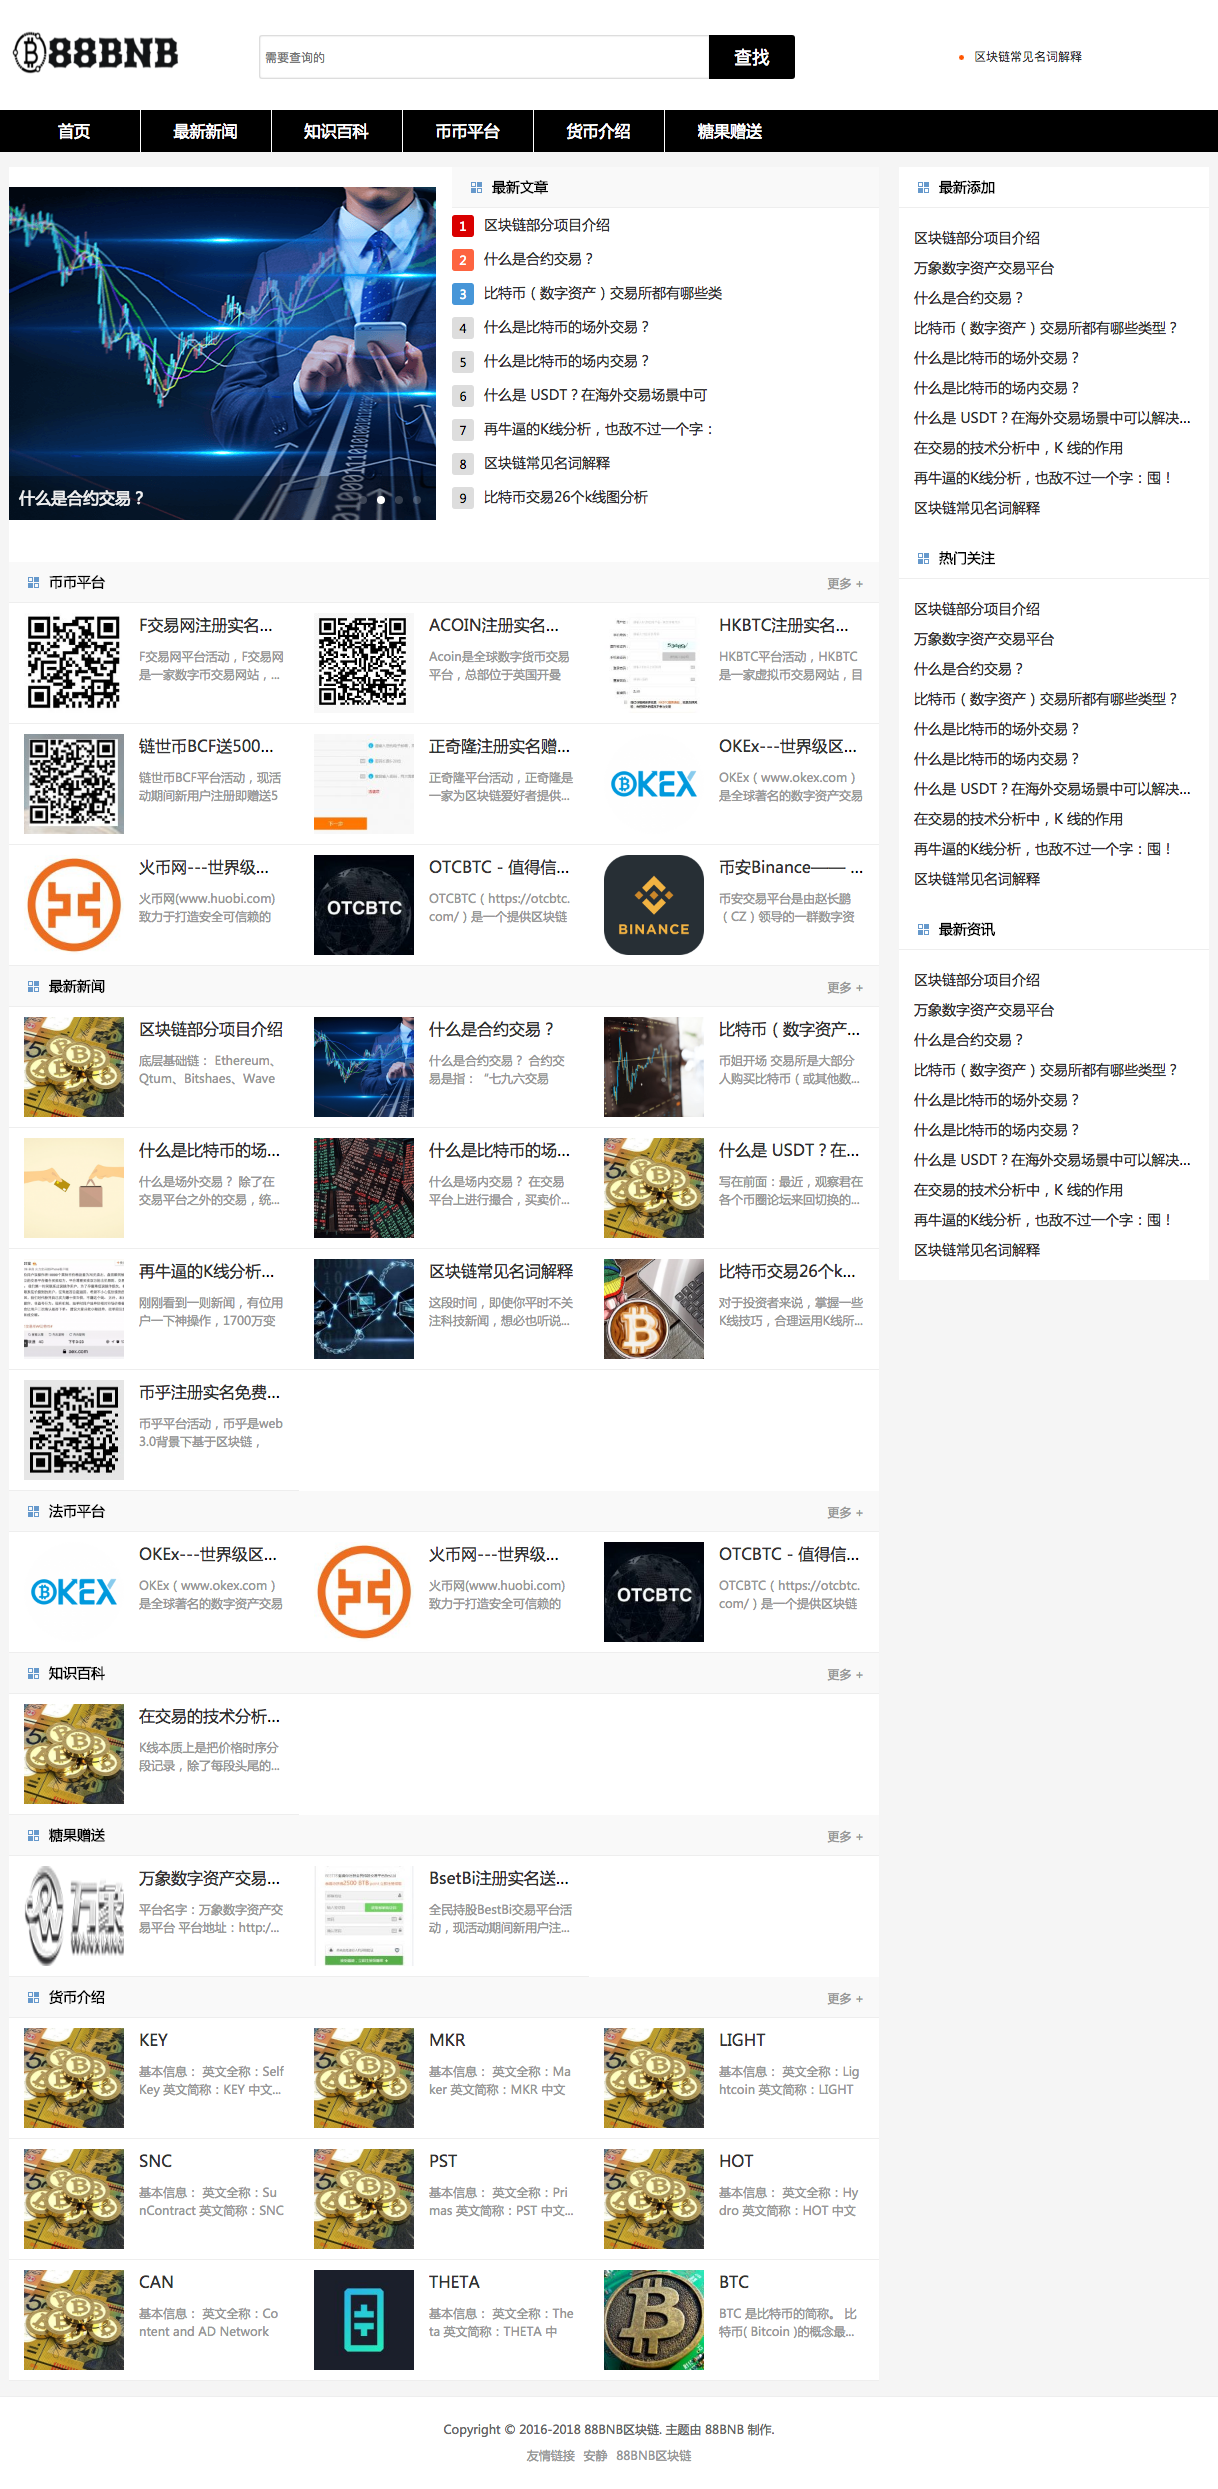 88BNB
需要查询的
查找
区块链常见名词解释
首页
最新新闻
知识百科
币币平台
货币介绍
糖果赠送
什么是合约交易？
最新文章
1 区块链部分项目介绍
2 什么是合约交易？
3 比特币（数字资产）交易所都有哪些类
4 什么是比特币的场外交易？
5 什么是比特币的场内交易？
6 什么是 USDT？在海外交易场景中可
7 再牛逼的K线分析，也敌不过一个字：
8 区块链常见名词解释
9 比特币交易26个k线图分析
币币平台
更多 +
F交易网注册实名...
F交易网平台活动，F交易网
是一家数字币交易网站，...
ACOIN注册实名...
Acoin是全球数字货币交易
平台，总部位于英国开曼
HKBTC注册实名...
HKBTC平台活动，HKBTC
是一家虚拟币交易网站，目
链世币BCF送500...
链世币BCF平台活动，现活
动期间新用户注册即赠送5
正奇隆注册实名赠...
正奇隆平台活动，正奇隆是
一家为区块链爱好者提供...
OKEX
OKEx---世界级区...
OKEx（www.okex.com）
是全球著名的数字资产交易
火币网---世界级...
火币网(www.huobi.com)
致力于打造安全可信赖的
OTCBTC
OTCBTC - 值得信...
OTCBTC（https://otcbtc.
com/）是一个提供区块链
BINANCE
币安Binance—— ...
币安交易平台是由赵长鹏
（CZ）领导的一群数字资
最新新闻
更多 +
区块链部分项目介绍
底层基础链： Ethereum、
Qtum、Bitshaes、Wave
什么是合约交易？
什么是合约交易？ 合约交
易是指： “七九六交易
比特币（数字资产...
币姐开场 交易所是大部分
人购买比特币（或其他数...
什么是比特币的场...
什么是场外交易？ 除了在
交易平台之外的交易，统...
什么是比特币的场...
什么是场内交易？ 在交易
平台上进行撮合，买卖价...
什么是 USDT？在...
写在前面：最近，观察君在
各个币圈论坛来回切换的...
再牛逼的K线分析...
刚刚看到一则新闻，有位用
户一下神操作，1700万变
区块链常见名词解释
这段时间，即使你平时不关
注科技新闻，想必也听说...
比特币交易26个k...
对于投资者来说，掌握一些
K线技巧，合理运用K线所...
币乎注册实名免费...
币乎平台活动，币乎是web
3.0背景下基于区块链，
法币平台
更多 +
OKEX
OKEx---世界级区...
OKEx（www.okex.com）
是全球著名的数字资产交易
火币网---世界级...
火币网(www.huobi.com)
致力于打造安全可信赖的
OTCBTC
OTCBTC - 值得信...
OTCBTC（https://otcbtc.
com/）是一个提供区块链
知识百科
更多 +
在交易的技术分析...
K线本质上是把价格时序分
段记录，除了每段头尾的...
糖果赠送
更多 +
万象
WANXIANG
万象数字资产交易...
平台名字：万象数字资产交
易平台 平台地址：http:/...
BsetBi注册实名送...
全民持股BestBi交易平台活
动，现活动期间新用户注...
货币介绍
更多 +
KEY
基本信息： 英文全称：Self
Key 英文简称：KEY 中文...
MKR
基本信息： 英文全称：Ma
ker 英文简称：MKR 中文
LIGHT
基本信息： 英文全称：Lig
htcoin 英文简称：LIGHT
SNC
基本信息： 英文全称：Su
nContract 英文简称：SNC
PST
基本信息： 英文全称：Pri
mas 英文简称：PST 中文...
HOT
基本信息： 英文全称：Hy
dro 英文简称：HOT 中文
CAN
基本信息： 英文全称：Co
ntent and AD Network
THETA
基本信息： 英文全称：The
ta 英文简称：THETA 中
BTC
BTC 是比特币的简称。 比
特币( Bitcoin )的概念最...
最新添加
区块链部分项目介绍
万象数字资产交易平台
什么是合约交易？
比特币（数字资产）交易所都有哪些类型？
什么是比特币的场外交易？
什么是比特币的场内交易？
什么是 USDT？在海外交易场景中可以解决...
在交易的技术分析中，K 线的作用
再牛逼的K线分析，也敌不过一个字：囤！
区块链常见名词解释
热门关注
区块链部分项目介绍
万象数字资产交易平台
什么是合约交易？
比特币（数字资产）交易所都有哪些类型？
什么是比特币的场外交易？
什么是比特币的场内交易？
什么是 USDT？在海外交易场景中可以解决...
在交易的技术分析中，K 线的作用
再牛逼的K线分析，也敌不过一个字：囤！
区块链常见名词解释
最新资讯
区块链部分项目介绍
万象数字资产交易平台
什么是合约交易？
比特币（数字资产）交易所都有哪些类型？
什么是比特币的场外交易？
什么是比特币的场内交易？
什么是 USDT？在海外交易场景中可以解决...
在交易的技术分析中，K 线的作用
再牛逼的K线分析，也敌不过一个字：囤！
区块链常见名词解释
Copyright © 2016-2018 88BNB区块链. 主题由 88BNB 制作.
友情链接 安静 88BNB区块链